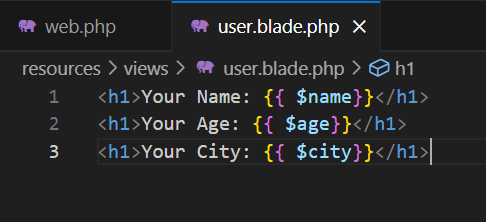 web.php user.blade.php ×
resources > views > user.blade.php > h1
1 <h1>Your Name: {{ $name}}</h1>
2 <h1>Your Age: {{ $age}}</h1>
3 <h1>Your City: {{ $city}}</h1>